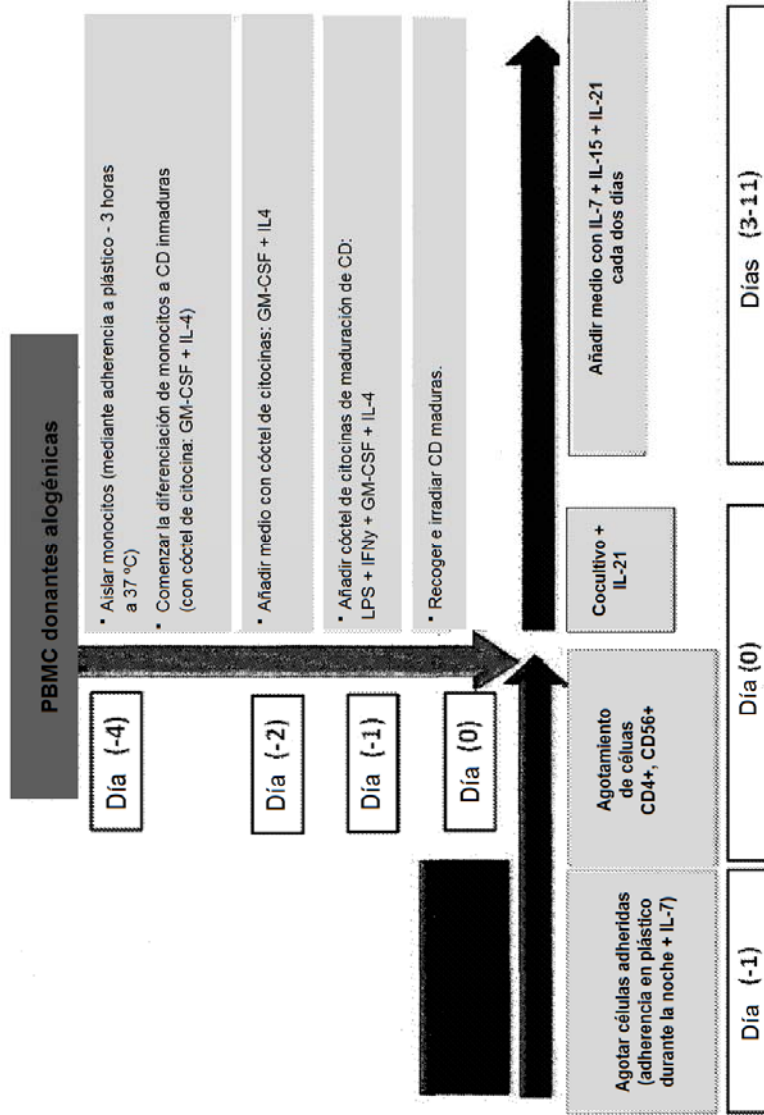 PBMC donantes alogénicas
Día (-4)
▪ Aislar monocitos (mediante adherencia a plástico - 3 horas
a 37 ºC)
▪ Comenzar la diferenciación de monocitos a CD inmaduras
(con cóctel de citocina: GM-CSF + IL-4)
Día (-2)
▪ Añadir medio con cóctel de citocinas: GM-CSF + IL4
Día (-1)
▪ Añadir cóctel de citocinas de maduración de CD:
LPS + IFNy + GM-CSF + IL-4
Día (0)
▪ Recoger e irradiar CD maduras.
Agotar células adheridas
(adherencia en plástico
durante la noche + IL-7)
Agotamiento
de céluas
CD4+, CD56+
Cocultivo +
IL-21
Añadir medio con IL-7 + IL-15 + IL-21
cada dos días
Día (-1)
Día (0)
Días (3-11)